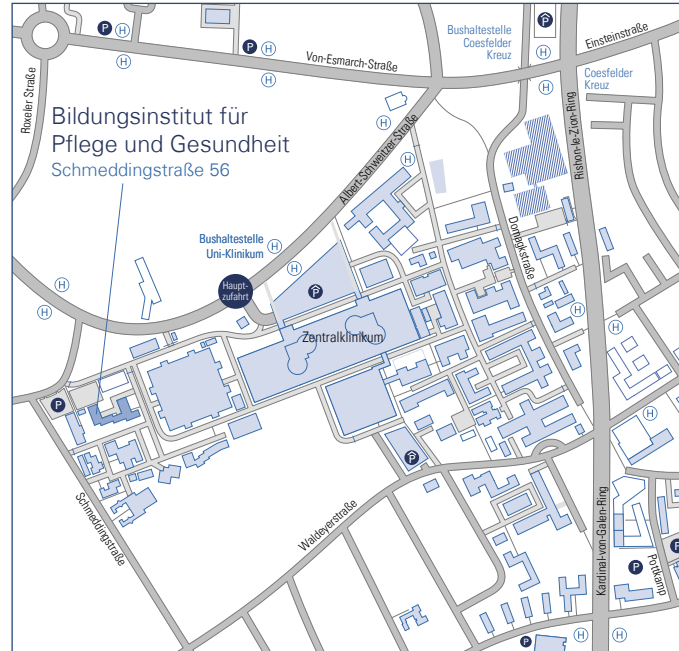 P
H
H
P
H
Von-Esmarch-Straße
Bushaltestelle
Coesfelder
Kreuz
P
H
H
Einsteinstraße
Coesfelder
Kreuz
Roxeler Straße
Bildungsinstitut für
Pflege und Gesundheit
Schmeddingstraße 56
H
H
Albert-Schweitzer-Straße
Rishon-le-Zion-Ring
Domagkstraße
Bushaltestelle
Uni-Klinikum
H
H
Haupt-
zufahrt
P
H
H
Zentralklinikum
H
H
P
H
P
Schmeddingstraße
Waldeyerstraße
Kardinal-von-Galen-Ring
Pottkamp
P
P
P
H
H